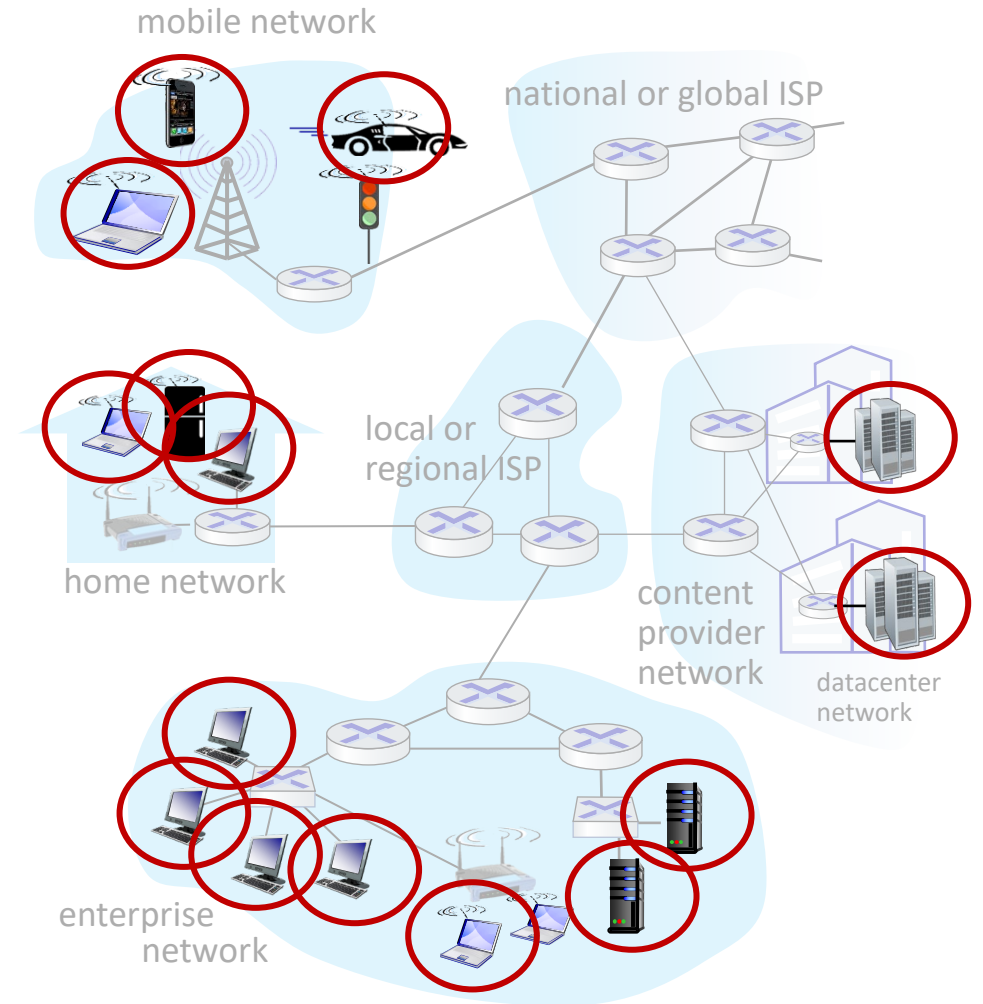 mobile network
national or global ISP
local or
regional ISP
home network
content
provider
network
datacenter
network
enterprise
network